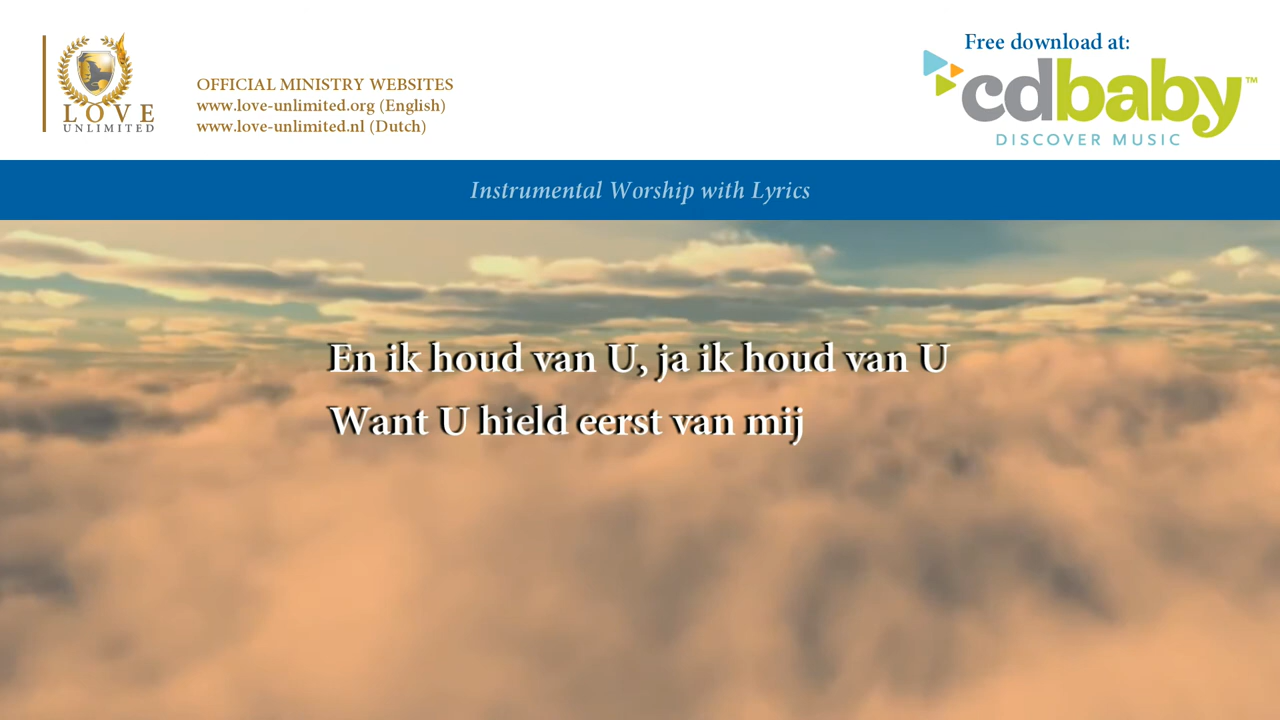 LOVE
UNLIMITED
OFFICIAL MINISTRY WEBSITES
www.love-unlimited.org (English)
www.love-unlimited.nl (Dutch)
Free download at:
cdbaby™
DISCOVER MUSIC
Instrumental Worship with Lyrics
En ik houd van U, ja ik houd van U
Want U hield eerst van mij